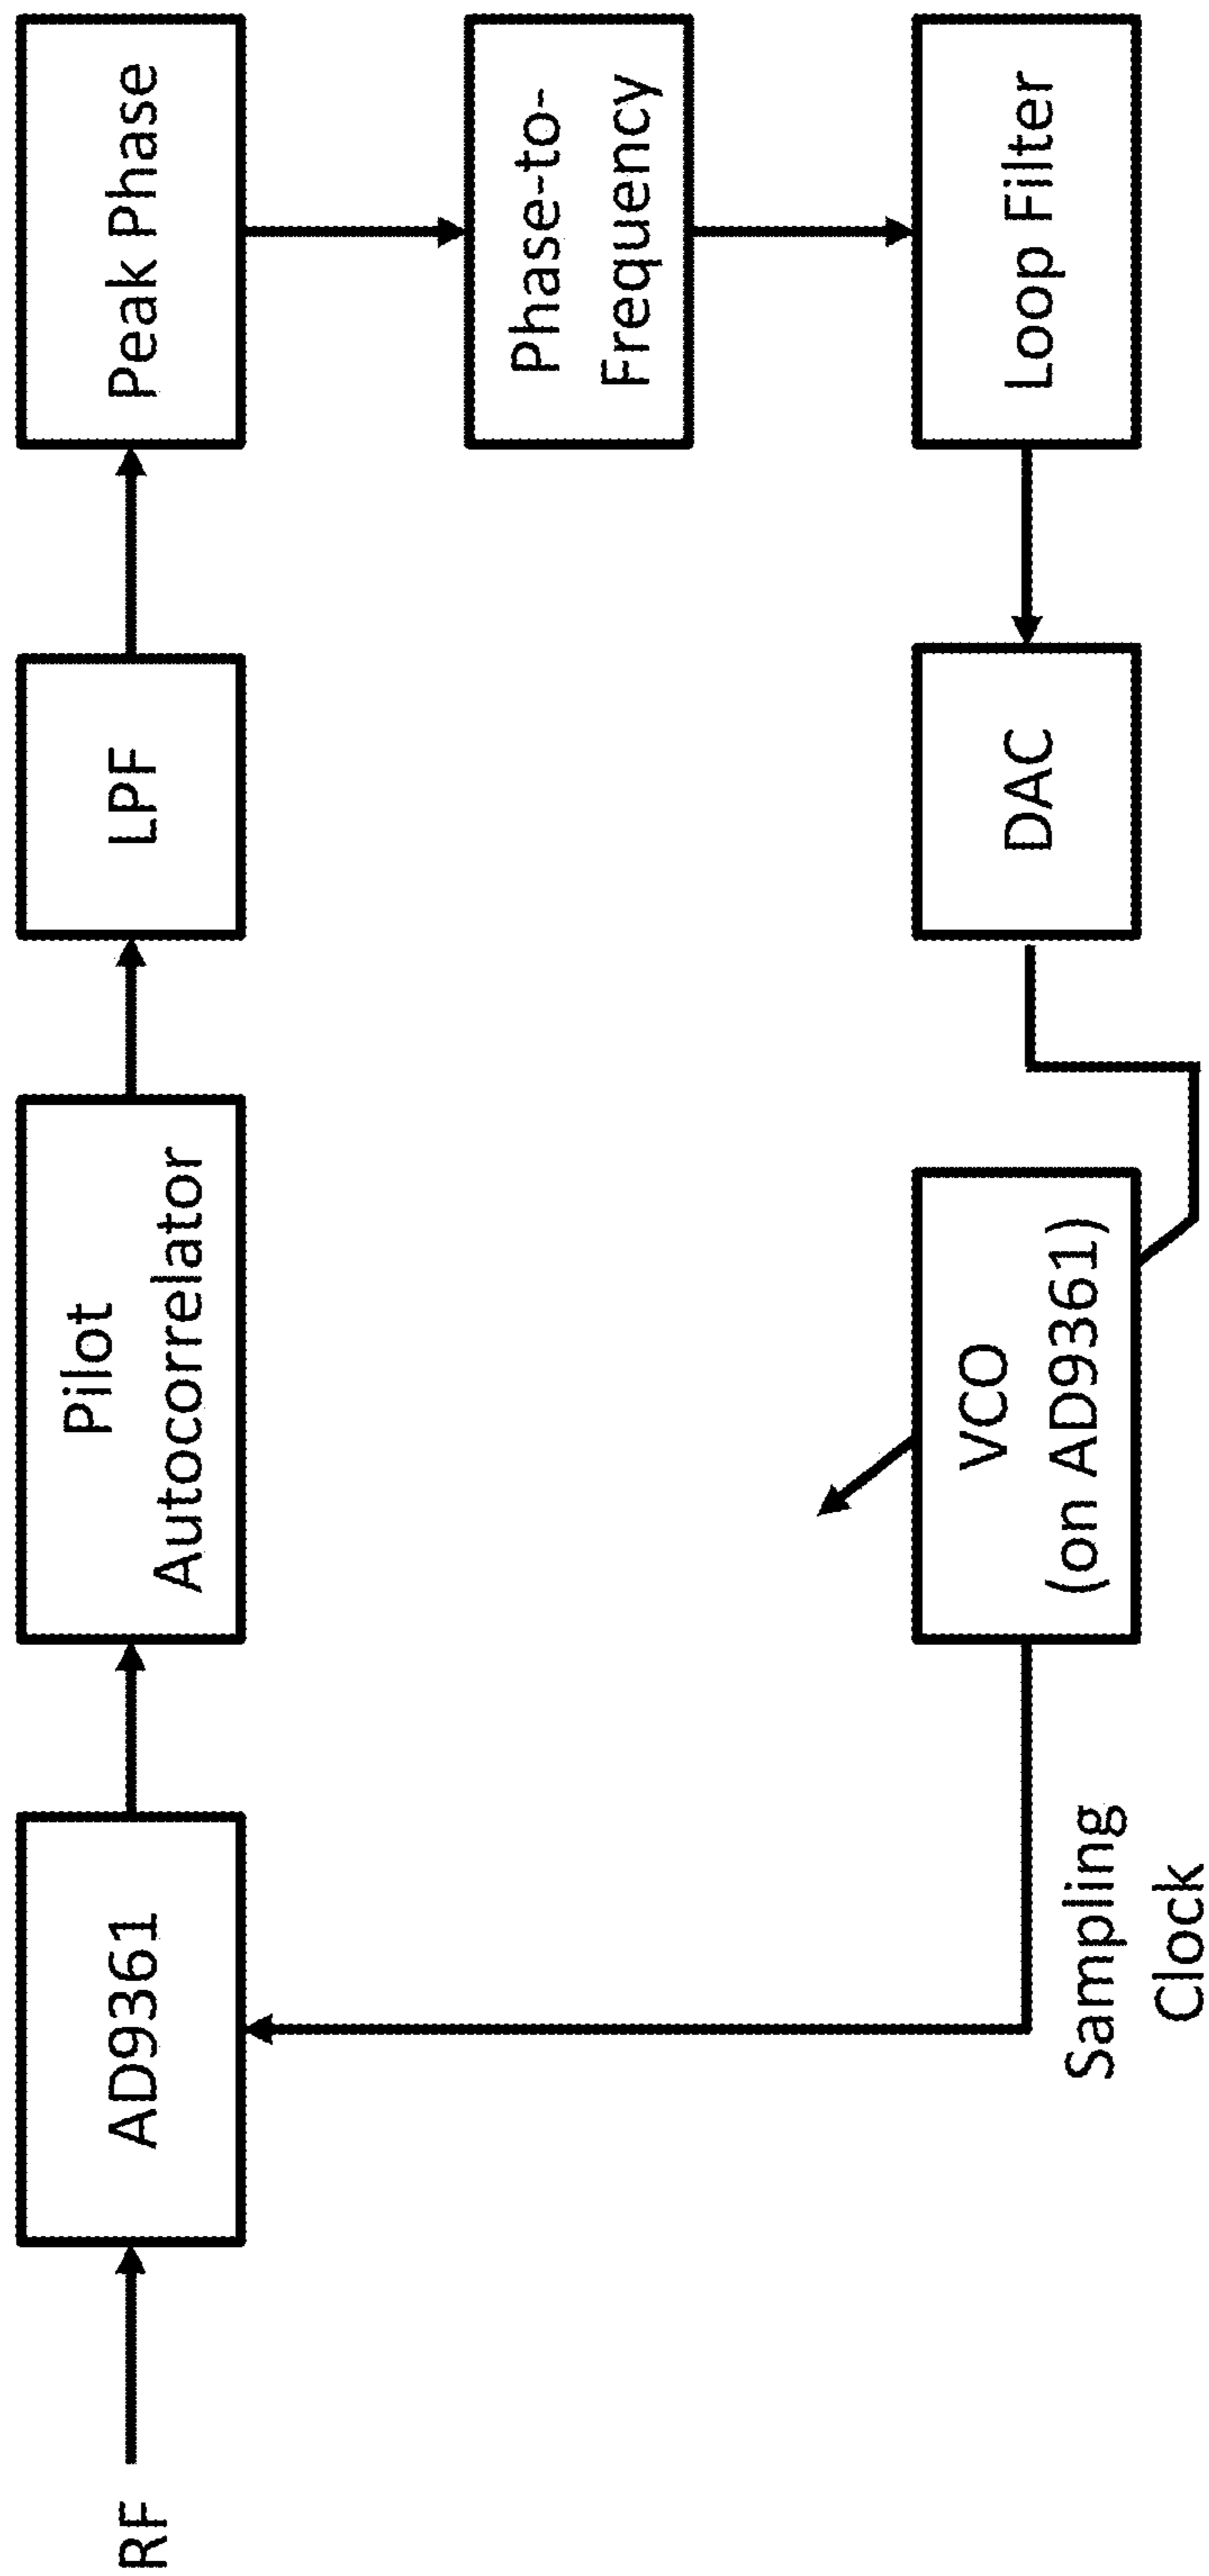 RF
AD9361
Pilot
Autocorrelator
LPF
Peak Phase
Phase-to-
Frequency
Loop Filter
DAC
VCO
(on AD9361)
Sampling
Clock